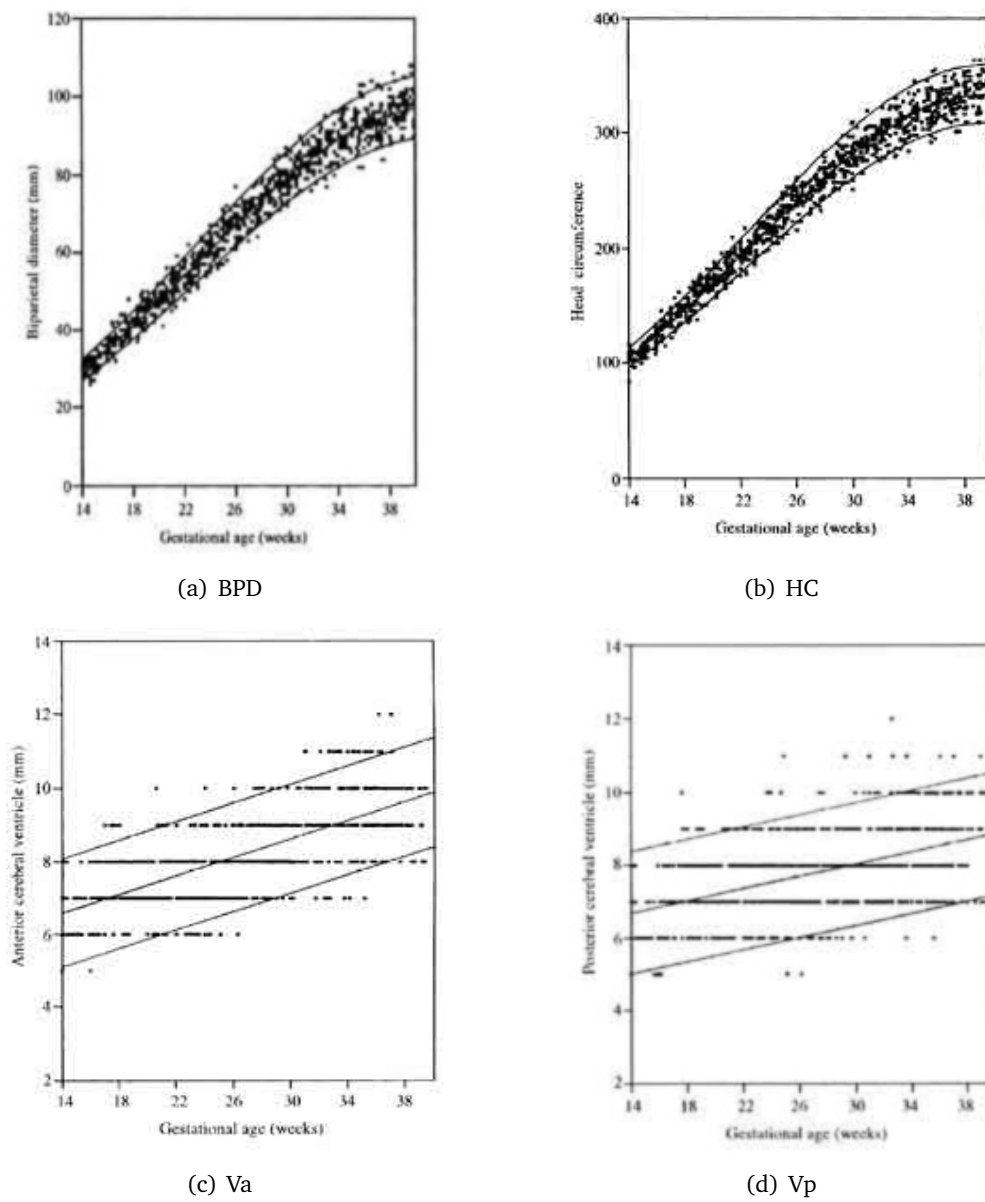 120
100
80
60
40
20
0
Biparietal diameter (mm)
14 18 22 26 30 34 38
Gestational age (weeks)
(a) BPD
400
300
200
100
0
Head circumference
14 18 22 26 30 34 38
Gestational age (weeks)
(b) HC
14
12
10
8
6
4
2
Anterior cerebral ventricle (mm)
14 18 22 26 30 34 38
Gestational age (weeks)
(c) Va
14
12
10
8
6
4
2
Posterior cerebral ventricle (mm)
14 18 22 26 30 34 38
Gestational age (weeks)
(d) Vp